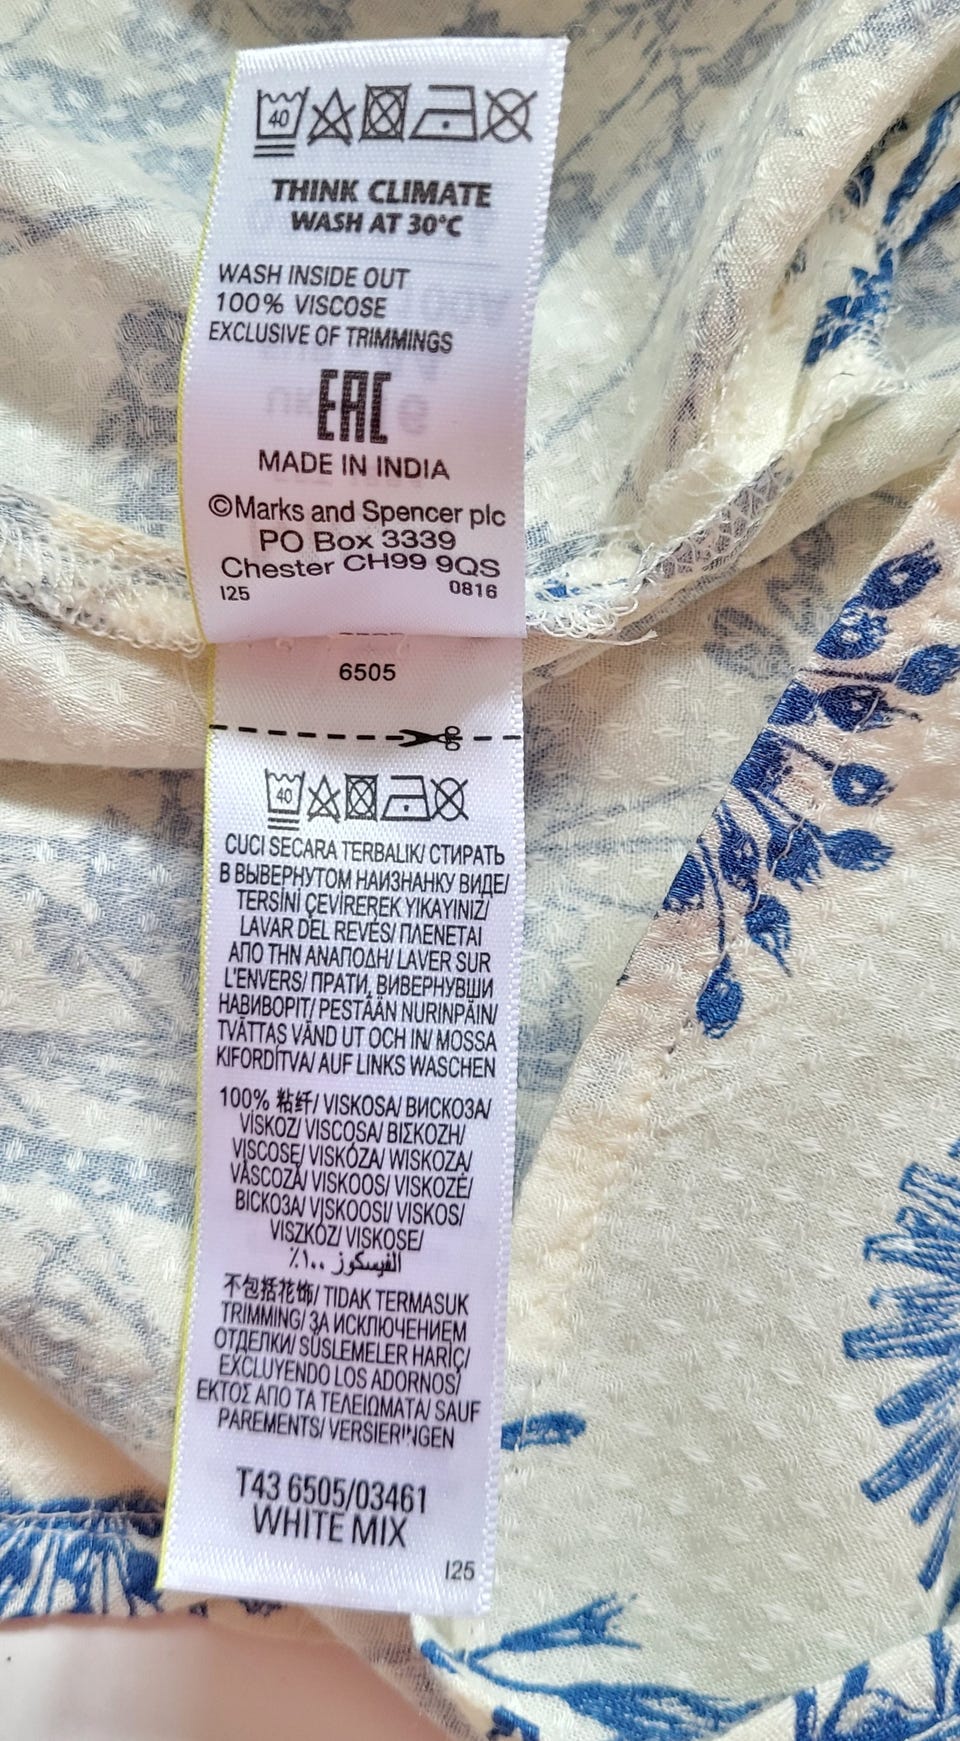 40
THINK CLIMATE
WASH AT 30°C
WASH INSIDE OUT
100% VISCOSE
EXCLUSIVE OF TRIMMINGS
EAC
MADE IN INDIA
©Marks and Spencer plc
PO Box 3339
Chester CH99 9QS
I25 0816
6505
40
CUCI SECARA TERBALIK/ СТИРАТЬ
В ВЫВЕРНУТОМ НАИЗНАНКУ ВИДЕ/
TERSİNİ ÇEVİREREK YIKAYINIZ/
LAVAR DEL REVÉS/ ΠΛΕΝΕΤΑΙ
ΑΠΟ ΤΗΝ ΑΝΑΠΟΔΗ/ LAVER SUR
L'ENVERS/ ПРАТИ, ВИВЕРНУВШИ
НАВИВОРІТ/ PESTÄÄN NURINPÄIN/
TVÄTTAS VÄND UT OCH IN/ MOSSA
KIFORDÍTVA/ AUF LINKS WASCHEN
100% 粘纤/ VISKOSA/ ВИСКОЗА/
VİSKOZ/ VISCOSA/ ΒΙΣΚΟΖΗ/
VISCOSE/ VISKÓZA/ WISKOZA/
VÂSCOZĂ/ VISKOOS/ VISKOZĖ/
ВІСКОЗА/ VISKOOSI/ VISKOS/
VISZKÓZ/ VISKOSE/
الفيسكوز ١٠٠٪
不包括花饰/ TIDAK TERMASUK
TRIMMING/ ЗА ИСКЛЮЧЕНИЕМ
ОТДЕЛКИ/ SÜSLEMELER HARİÇ/
EXCLUYENDO LOS ADORNOS/
ΕΚΤΟΣ ΑΠΟ ΤΑ ΤΕΛΕΙΩΜΑΤΑ/ SAUF
PAREMENTS/ VERSIERINGEN
T43 6505/03461
WHITE MIX
I25